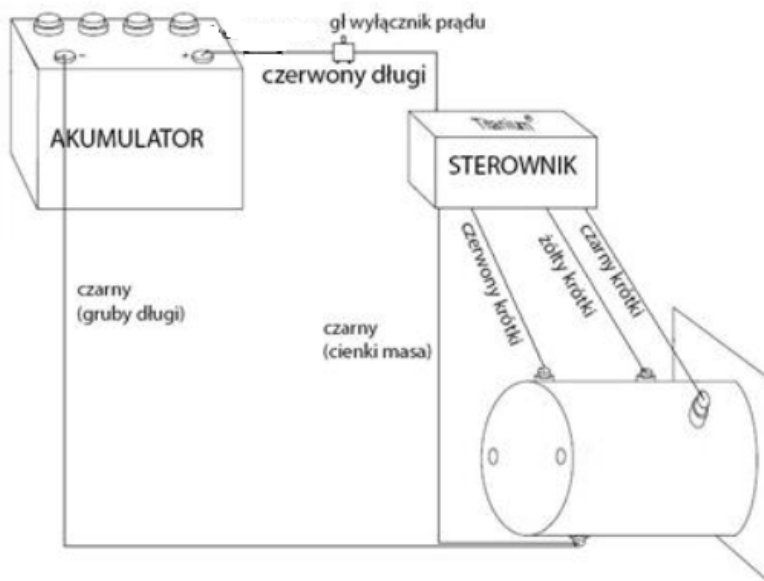 gł wyłącznik prądu
czerwony długi
- +
AKUMULATOR
Titanium®
STEROWNIK
czerwony krótki
żółty krótki
czarny krótki
czarny
(gruby długi)
czarny
(cienki masa)